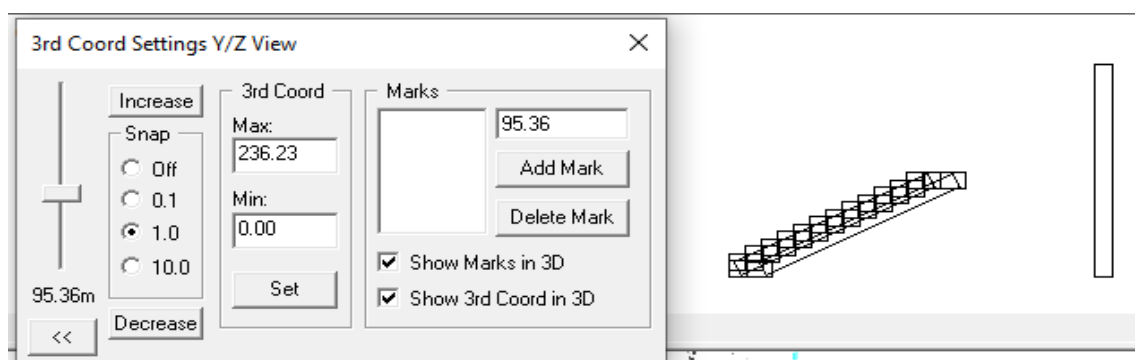 3rd Coord Settings Y/Z View
Increase
Snap
Off
0.1
1.0
10.0
Decrease
95.36m
<<
3rd Coord
Max:
236.23
Min:
0.00
Set
Marks
95.36
Add Mark
Delete Mark
Show Marks in 3D
Show 3rd Coord in 3D